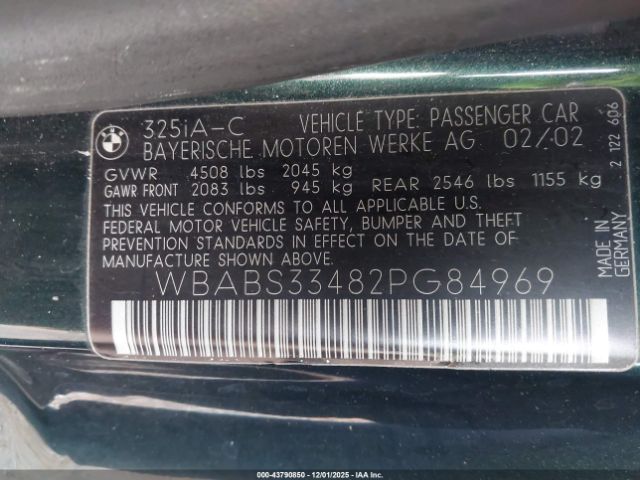 325iA-C VEHICLE TYPE: PASSENGER CAR
BAYERISCHE MOTOREN WERKE AG 02/02
GVWR 4508 lbs 2045 kg
GAWR FRONT 2083 lbs 945 kg REAR 2546 lbs 1155 kg
THIS VEHICLE CONFORMS TO ALL APPLICABLE U.S.
FEDERAL MOTOR VEHICLE SAFETY, BUMPER AND THEFT
PREVENTION STANDARDS IN EFFECT ON THE DATE OF
MANUFACTURE SHOWN ABOVE.
WBABS33482PG84969
2 122 606
MADE IN
GERMANY
000-43790850 | 12/01/2025 | IAA Inc.